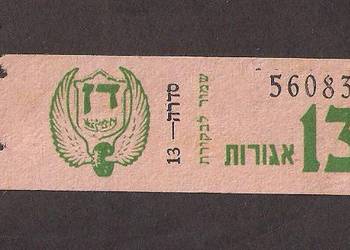 דן
סדרה—13
שמור לבקורת
56083
13 אגורות